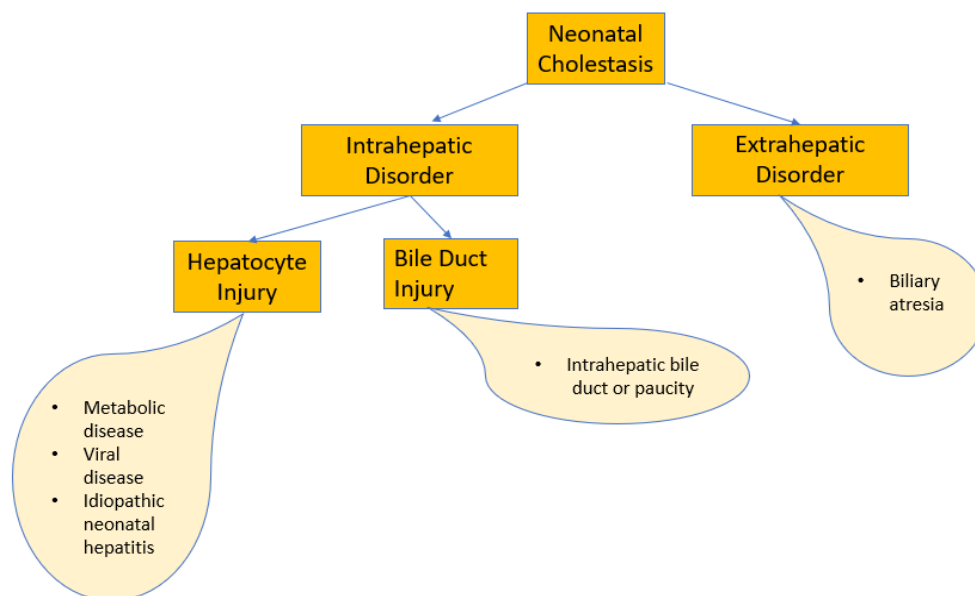 Neonatal
Cholestasis
Intrahepatic
Disorder
Extrahepatic
Disorder
Hepatocyte
Injury
Bile Duct
Injury
• Biliary
atresia
• Intrahepatic bile
duct or paucity
• Metabolic
disease
• Viral
disease
• Idiopathic
neonatal
hepatitis